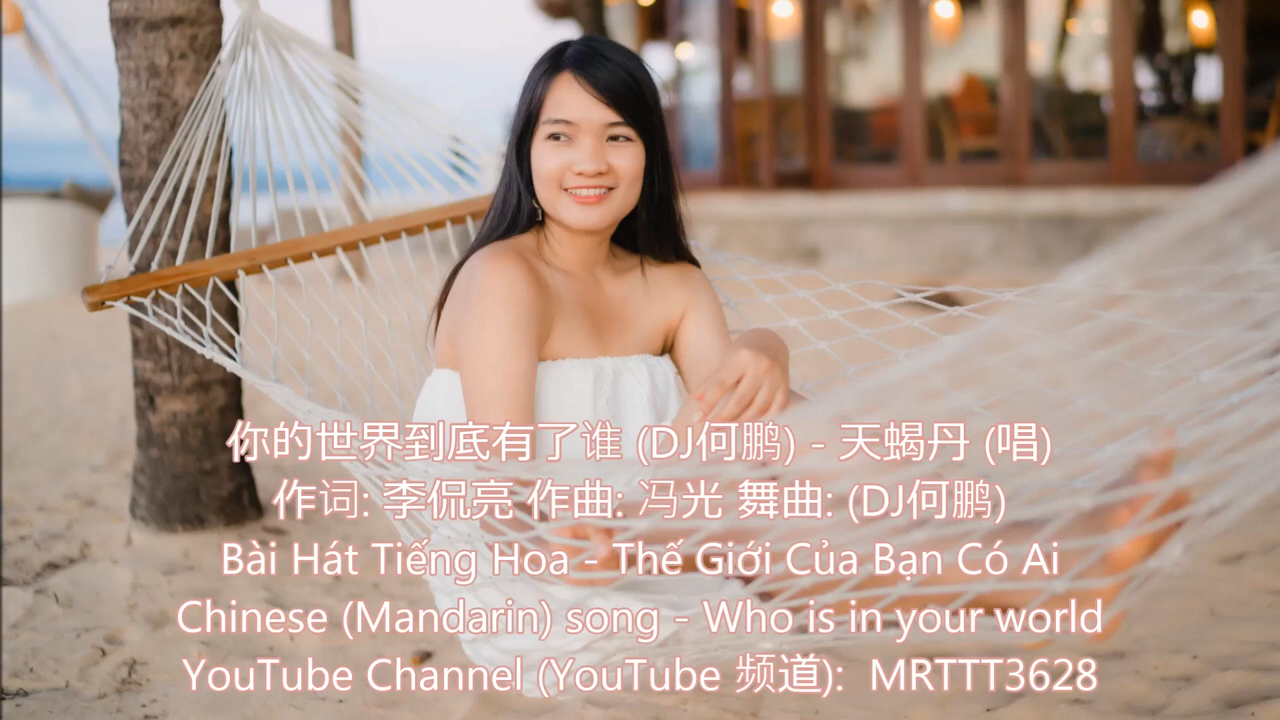 你的世界到底有了谁 (DJ何鹏) - 天蝎丹 (唱)
作词: 李侃亮 作曲: 冯光 舞曲: (DJ何鹏)
Bài Hát Tiếng Hoa - Thế Giới Của Bạn Có Ai
Chinese (Mandarin) song - Who is in your world
YouTube Channel (YouTube 频道):  MRTTT3628